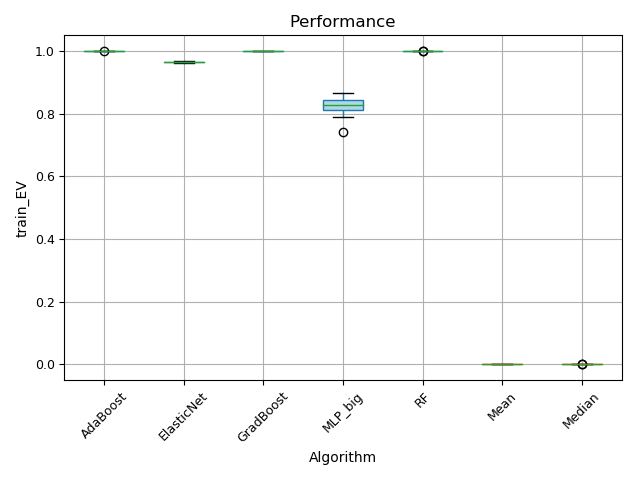 Performance
1.0
0.8
0.6
0.4
0.2
0.0
train_EV
AdaBoost
ElasticNet
GradBoost
MLP_big
RF
Mean
Median
Algorithm